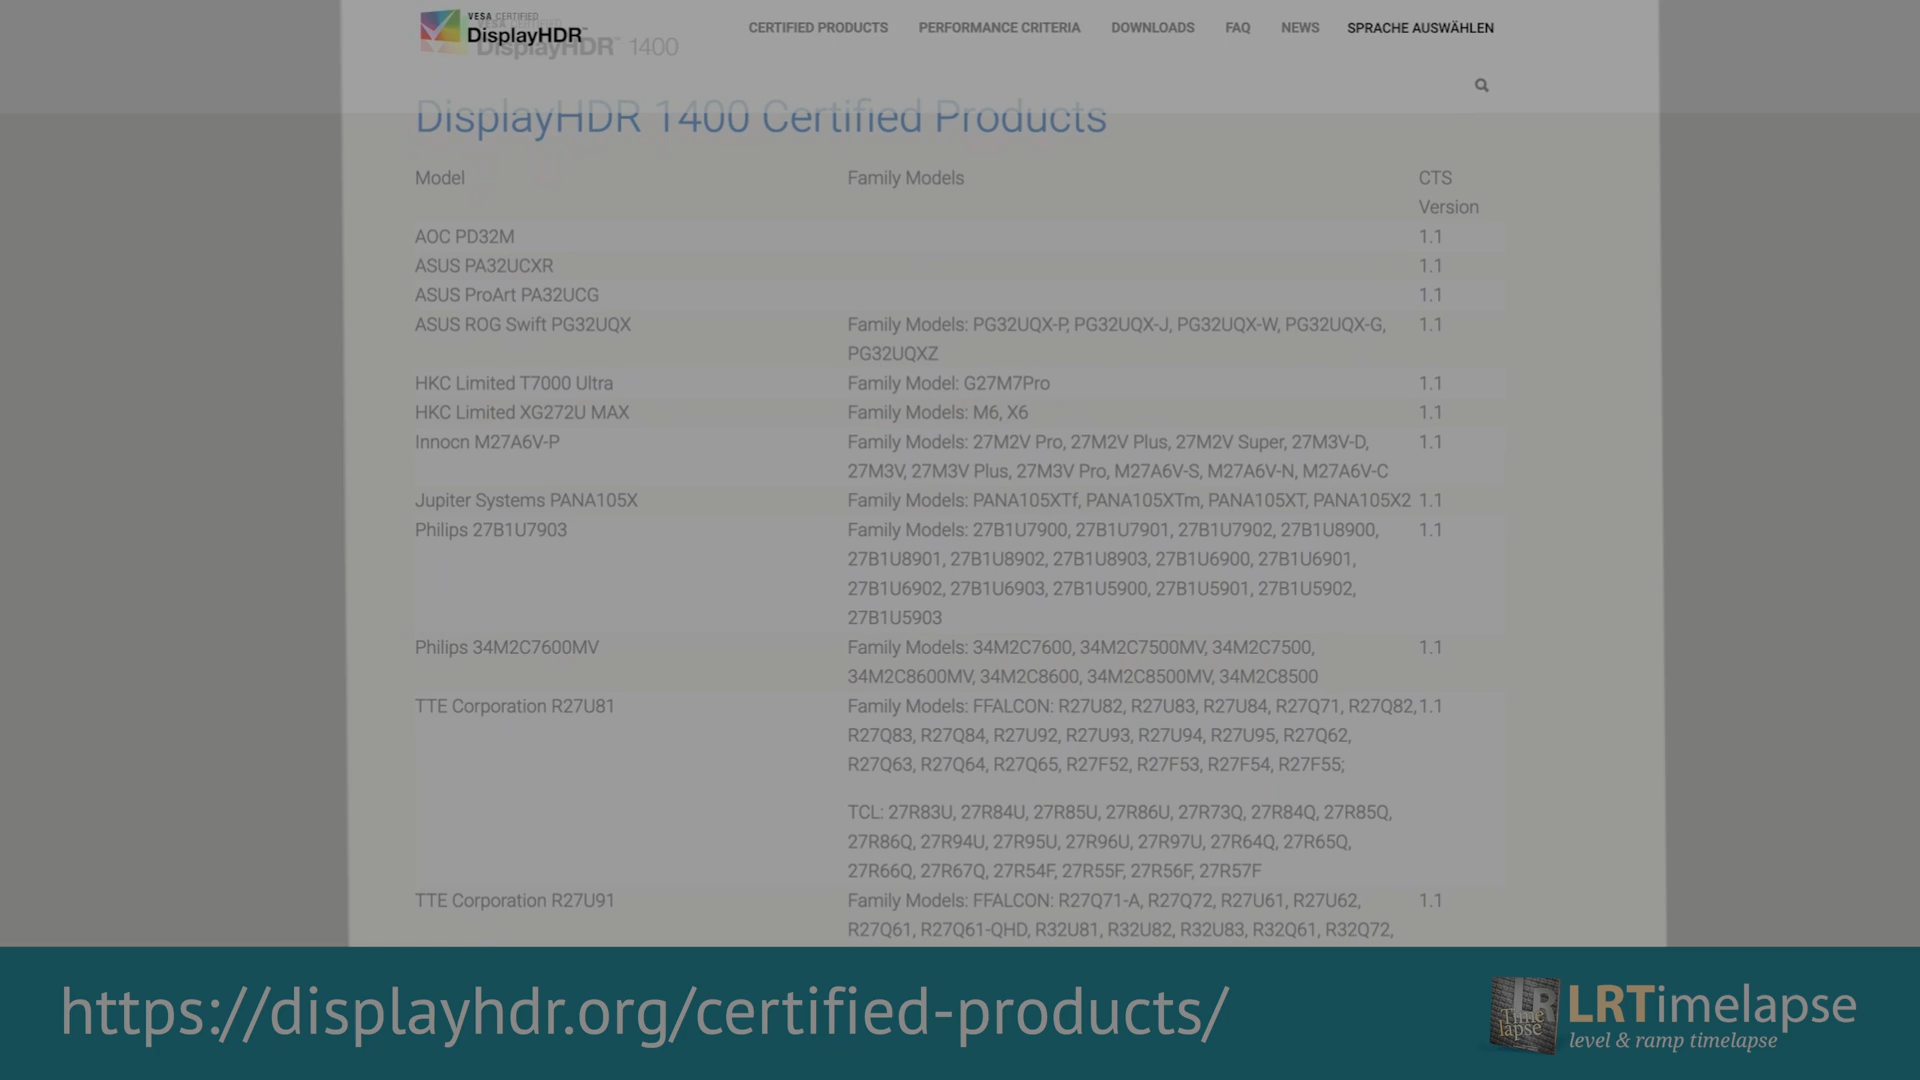 VESA CERTIFIED
DisplayHDR™
VESA CERTIFIED
DisplayHDR™ 1400
CERTIFIED PRODUCTS PERFORMANCE CRITERIA DOWNLOADS FAQ NEWS SPRACHE AUSWÄHLEN
DisplayHDR 1400 Certified Products
Model Family Models CTS
Version
AOC PD32M 1.1
ASUS PA32UCXR 1.1
ASUS ProArt PA32UCG 1.1
ASUS ROG Swift PG32UQX Family Models: PG32UQX-P, PG32UQX-J, PG32UQX-W, PG32UQX-G, 1.1
PG32UQXZ
HKC Limited T7000 Ultra Family Model: G27M7Pro 1.1
HKC Limited XG272U MAX Family Models: M6, X6 1.1
Innocn M27A6V-P Family Models: 27M2V Pro, 27M2V Plus, 27M2V Super, 27M3V-D, 1.1
27M3V, 27M3V Plus, 27M3V Pro, M27A6V-S, M27A6V-N, M27A6V-C
Jupiter Systems PANA105X Family Models: PANA105XTf, PANA105XTm, PANA105XT, PANA105X2 1.1
Philips 27B1U7903 Family Models: 27B1U7900, 27B1U7901, 27B1U7902, 27B1U8900, 1.1
27B1U8901, 27B1U8902, 27B1U8903, 27B1U6900, 27B1U6901,
27B1U6902, 27B1U6903, 27B1U5900, 27B1U5901, 27B1U5902,
27B1U5903
Philips 34M2C7600MV Family Models: 34M2C7600, 34M2C7500MV, 34M2C7500, 1.1
34M2C8600MV, 34M2C8600, 34M2C8500MV, 34M2C8500
TTE Corporation R27U81 Family Models: FFALCON: R27U82, R27U83, R27U84, R27Q71, R27Q82, 1.1
R27Q83, R27Q84, R27U92, R27U93, R27U94, R27U95, R27Q62,
R27Q63, R27Q64, R27Q65, R27F52, R27F53, R27F54, R27F55;
TCL: 27R83U, 27R84U, 27R85U, 27R86U, 27R73Q, 27R84Q, 27R85Q,
27R86Q, 27R94U, 27R95U, 27R96U, 27R97U, 27R64Q, 27R65Q,
27R66Q, 27R67Q, 27R54F, 27R55F, 27R56F, 27R57F
TTE Corporation R27U91 Family Models: FFALCON: R27Q71-A, R27Q72, R27U61, R27U62, 1.1
R27Q61, R27Q61-QHD, R32U81, R32U82, R32U83, R32Q61, R32Q72,
https://displayhdr.org/certified-products/
LR
Time
lapse
LRTimelapse
level & ramp timelapse